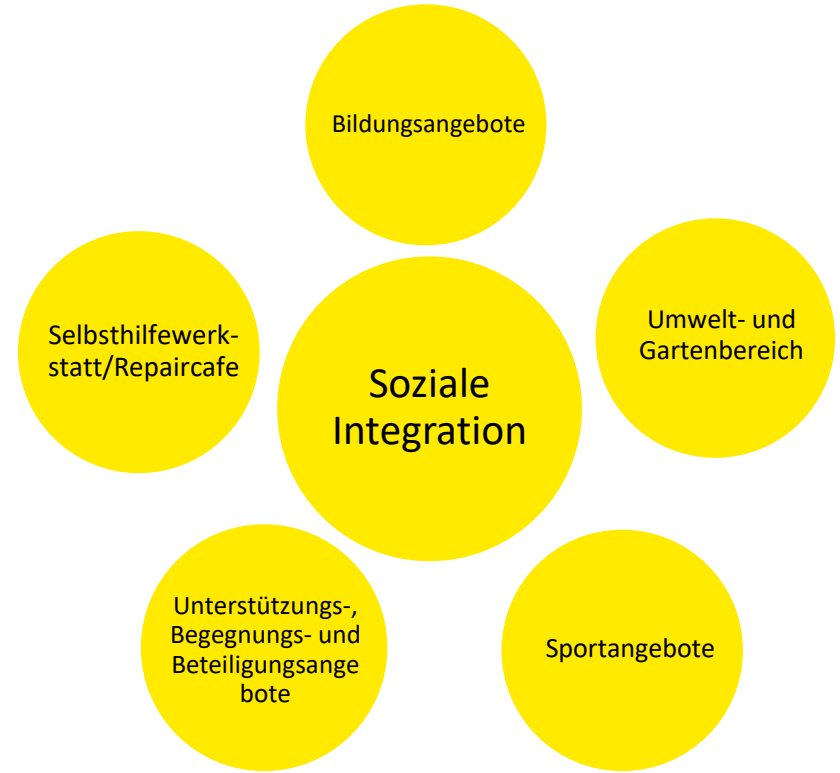 Bildungsangebote
Umwelt- und
Gartenbereich
Selbsthilfewerk-
statt/Repaircafe
Soziale
Integration
Unterstützungs-,
Begegnungs- und
Beteiligungsange
bote
Sportangebote